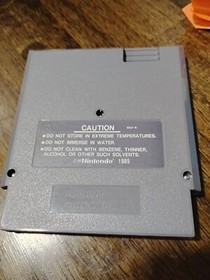 CAUTION
•DO NOT STORE IN EXTREME TEMPERATURES.
•DO NOT IMMERSE IN WATER.
•DO NOT CLEAN WITH BENZENE, THINNER,
ALCOHOL OR OTHER SUCH SOLVENTS.
Nintendo 1985